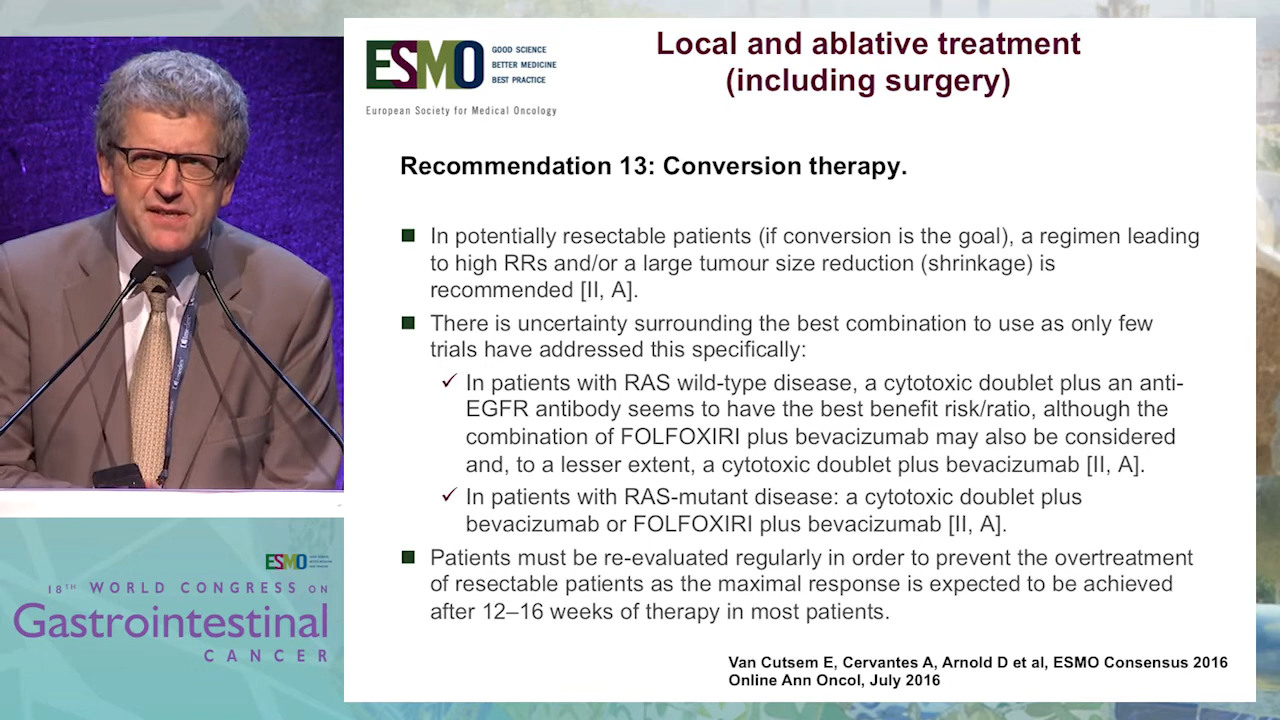 ESMO
GOOD SCIENCE
BETTER MEDICINE
BEST PRACTICE
European Society for Medical Oncology
Local and ablative treatment
(including surgery)
Recommendation 13: Conversion therapy.
In potentially resectable patients (if conversion is the goal), a regimen leading
to high RRs and/or a large tumour size reduction (shrinkage) is
recommended [II, A].
There is uncertainty surrounding the best combination to use as only few
trials have addressed this specifically:
In patients with RAS wild-type disease, a cytotoxic doublet plus an anti-
EGFR antibody seems to have the best benefit risk/ratio, although the
combination of FOLFOXIRI plus bevacizumab may also be considered
and, to a lesser extent, a cytotoxic doublet plus bevacizumab [II, A].
In patients with RAS-mutant disease: a cytotoxic doublet plus
bevacizumab or FOLFOXIRI plus bevacizumab [II, A].
Patients must be re-evaluated regularly in order to prevent the overtreatment
of resectable patients as the maximal response is expected to be achieved
after 12–16 weeks of therapy in most patients.
Van Cutsem E, Cervantes A, Arnold D et al, ESMO Consensus 2016
Online Ann Oncol, July 2016
ESMO
18TH WORLD CONGRESS ON
Gastrointestinal
CANCER